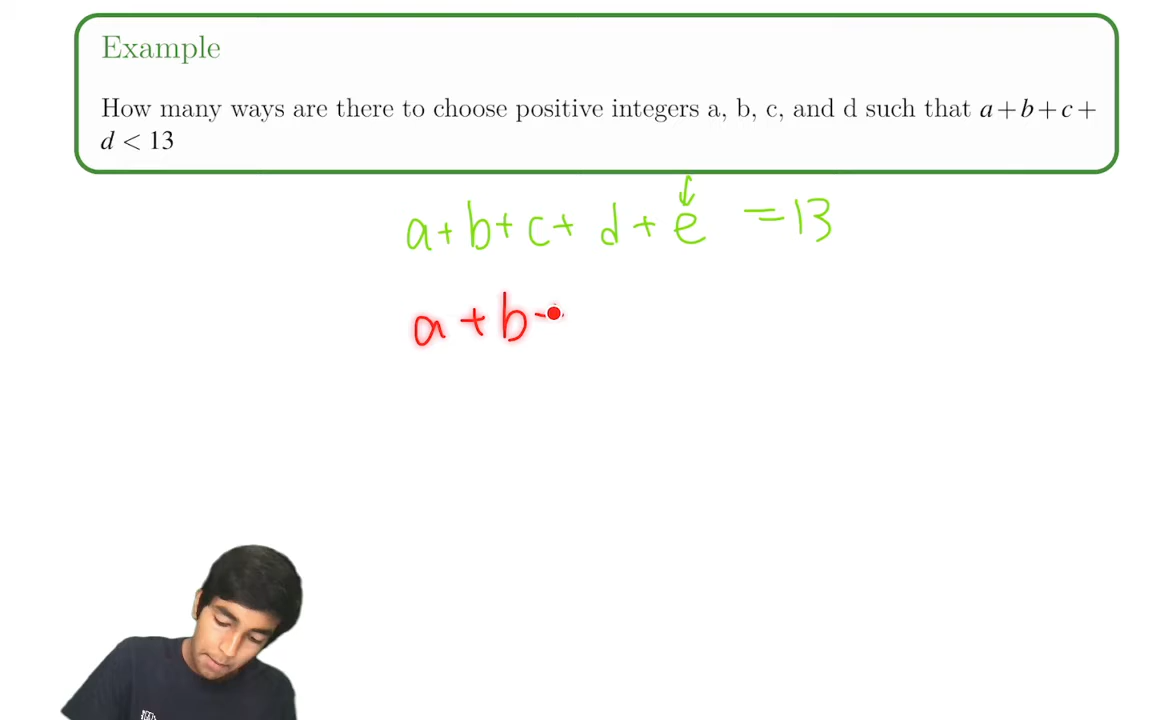 Example
How many ways are there to choose positive integers a, b, c, and d such that a+b+c+
d < 13
a+b+c+ d + e = 13
a + b